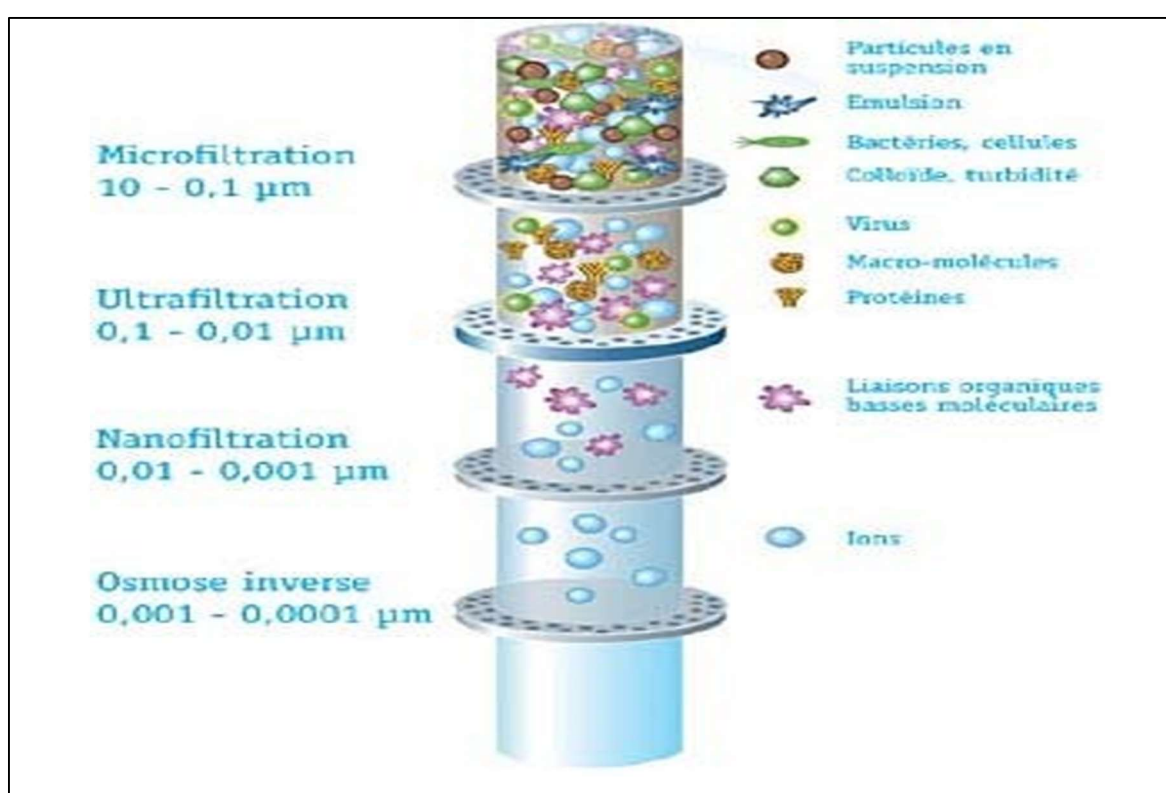 Microfiltration
10 - 0,1 µm
Ultrafiltration
0,1 - 0,01 µm
Nanofiltration
0,01 - 0,001 µm
Osmose inverse
0,001 - 0,0001 µm
Particules en
suspension
Emulsion
Bactéries, cellules
Colloïde, turbidité
Virus
Macro-molécules
Protéines
Liaisons organiques
basses moléculaires
Ions